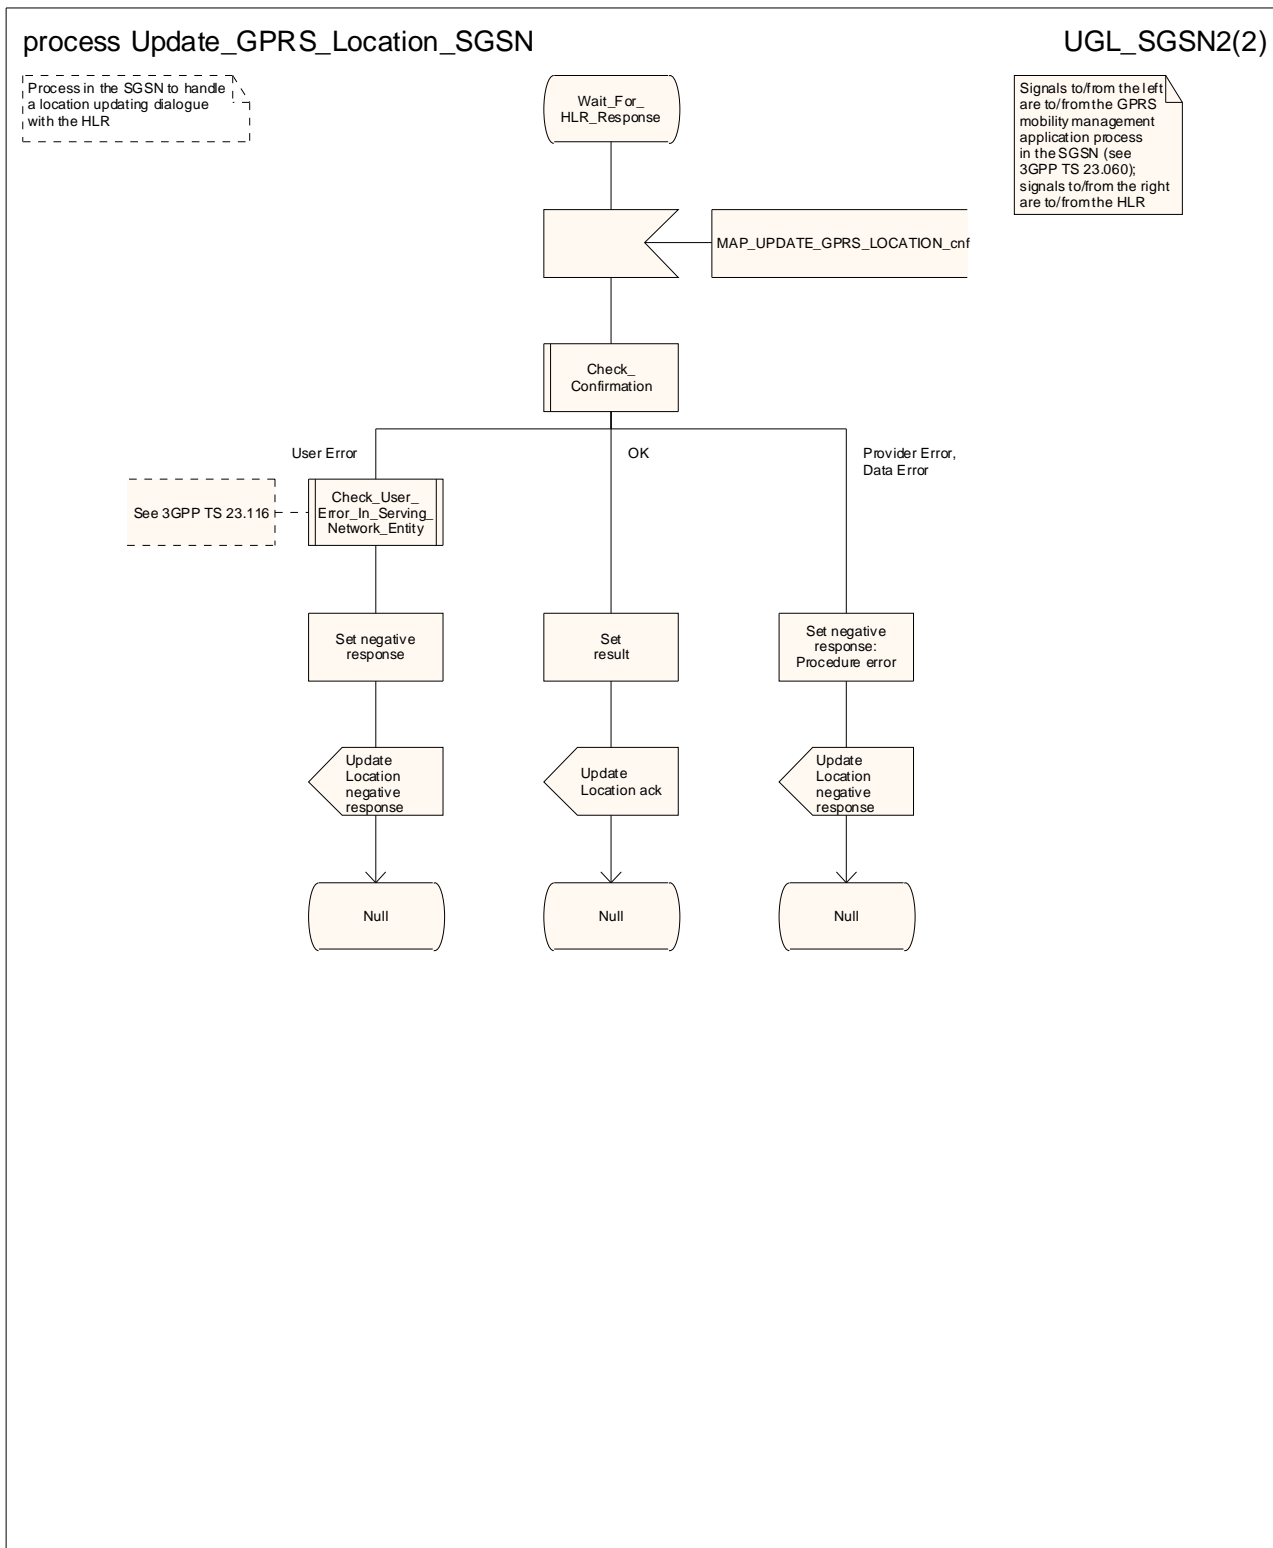 process Update_GPRS_Location_SGSN
UGL_SGSN2(2)
Process in the SGSN to handle
a location updating dialogue
with the HLR
Wait_For_
HLR_Response
Signals to/from the left
are to/from the GPRS
mobility management
application process
in the SGSN (see
3GPP TS 23.060);
signals to/from the right
are to/from the HLR
MAP_UPDATE_GPRS_LOCATION_cnf
Check_
Confirmation
User Error
OK
Provider Error,
Data Error
See 3GPP TS 23.116
Check_User_
Error_In_Serving_
Network_Entity
Set negative
response
Set
result
Set negative
response:
Procedure error
Update
Location
negative
response
Update
Location ack
Update
Location
negative
response
Null
Null
Null